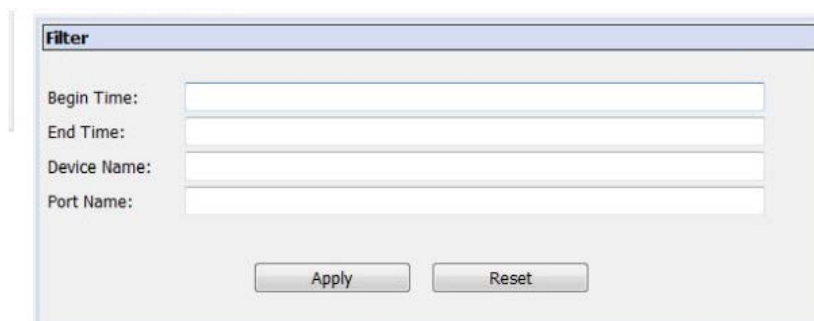 Filter
Begin Time:
End Time:
Device Name:
Port Name:
Apply Reset